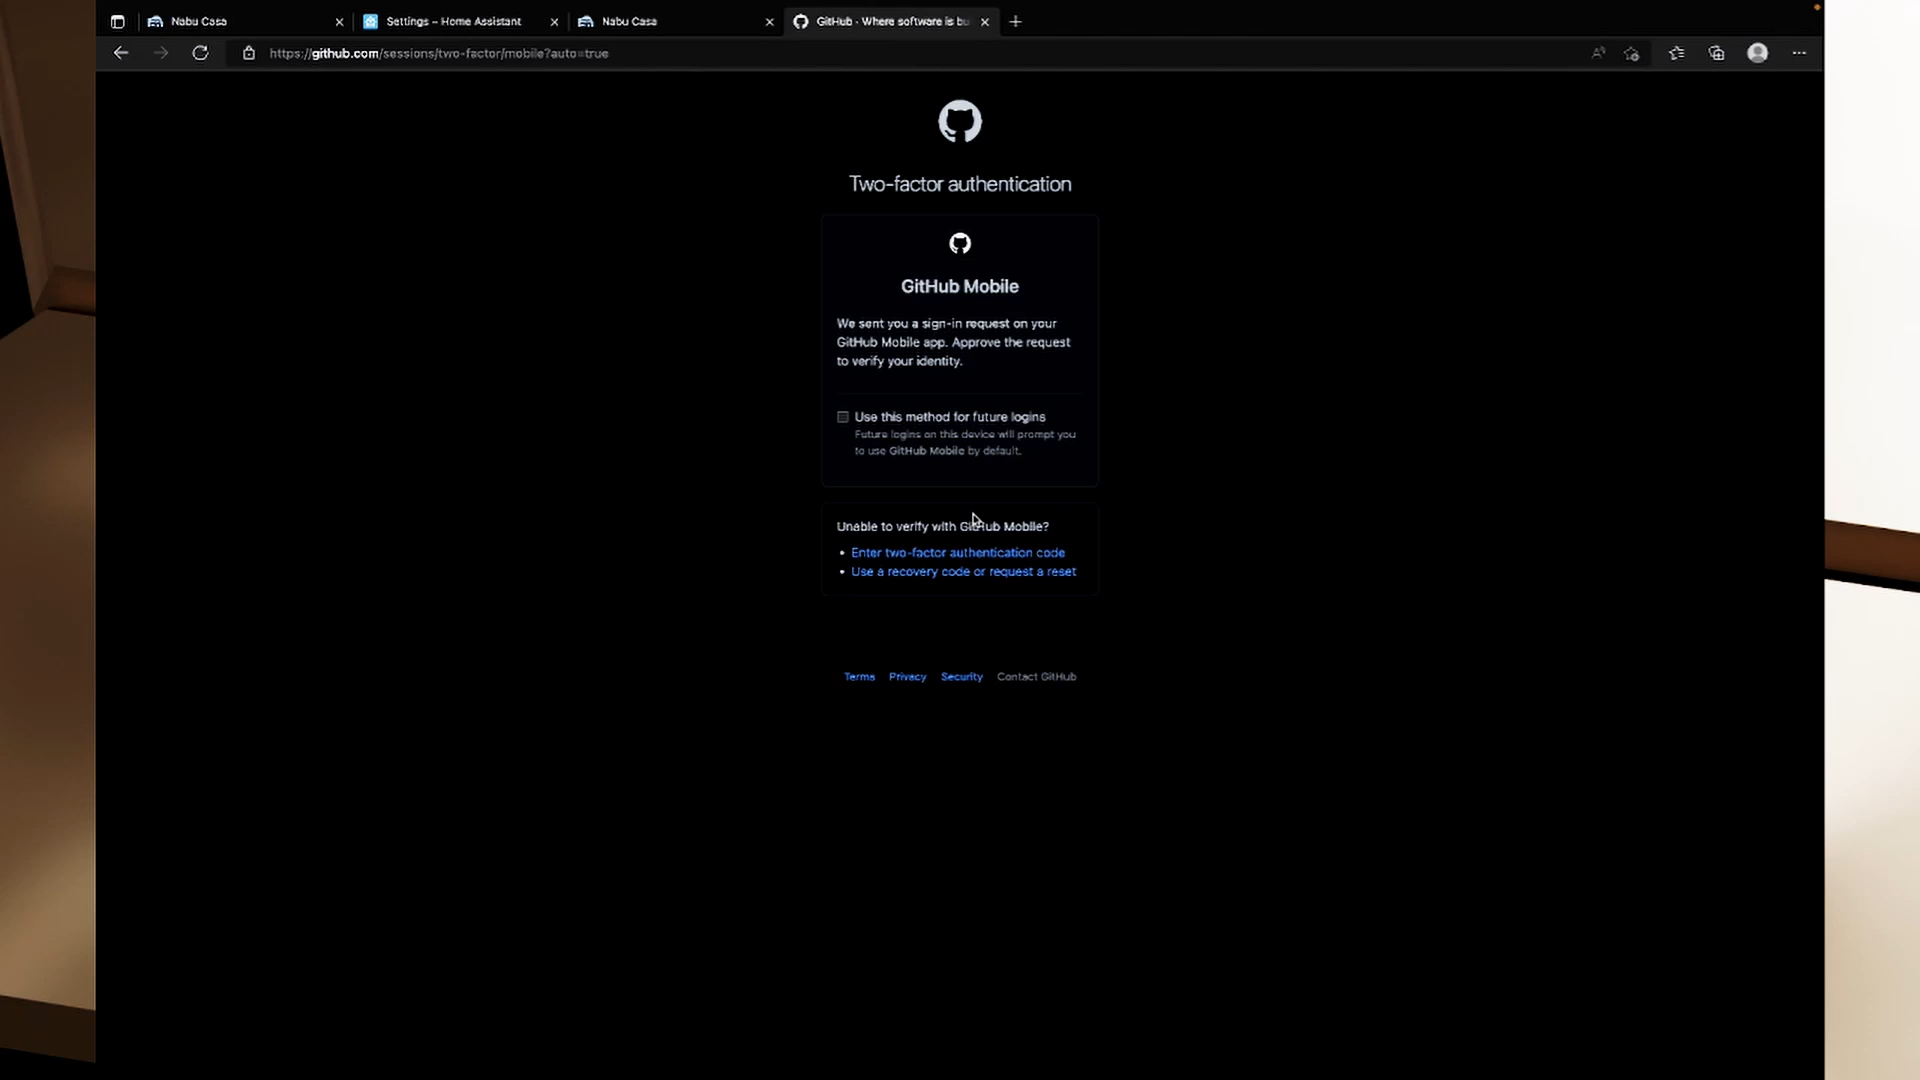 Nabu Casa
Settings – Home Assistant
Nabu Casa
GitHub · Where software is bu
https://github.com/sessions/two-factor/mobile?auto=true
Two-factor authentication
GitHub Mobile
We sent you a sign-in request on your
GitHub Mobile app. Approve the request
to verify your identity.
Use this method for future logins
Future logins on this device will prompt you
to use GitHub Mobile by default.
Unable to verify with GitHub Mobile?
• Enter two-factor authentication code
• Use a recovery code or request a reset
Terms Privacy Security Contact GitHub